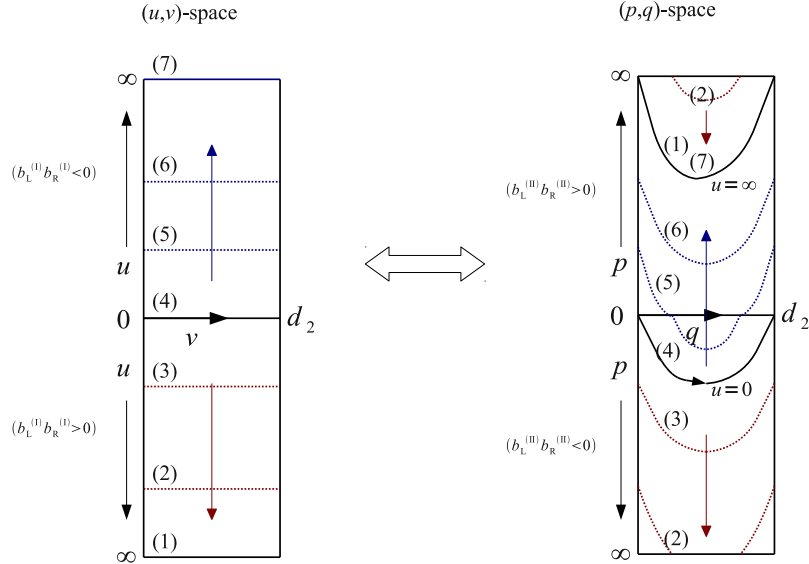 (u,v)-space
(7)
∞
(6)
(b_L^(I) b_R^(I) <0)
(5)
u
(4)
0
v
d_2
u
(3)
(b_L^(I) b_R^(I) >0)
(2)
∞
(1)
(p,q)-space
∞
(2)
(1)
(7)
u=∞
(b_L^(II) b_R^(II) >0)
(6)
p
(5)
0
q
d_2
p
(4)
u=0
(3)
(b_L^(II) b_R^(II) <0)
(2)
∞